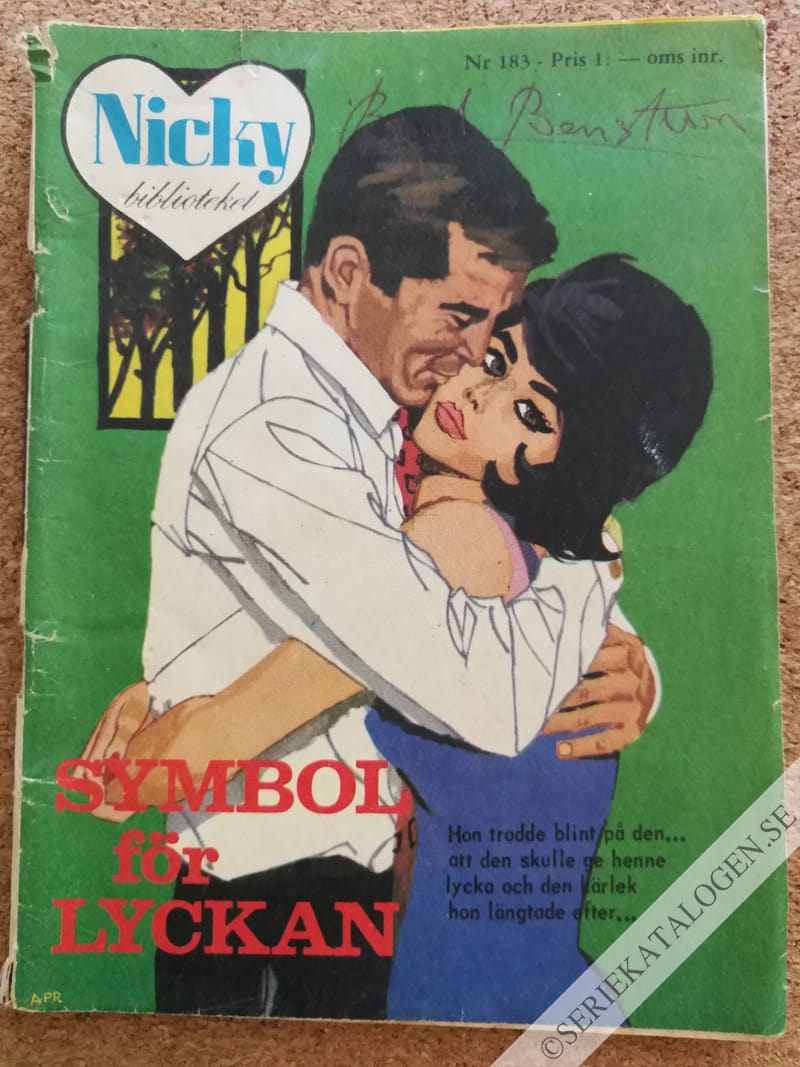 Nr 183 - Pris 1: — oms inr.
Nicky
biblioteket
SYMBOL
för
LYCKAN
Hon trodde blint på den...
att den skulle ge henne
lycka och den kärlek
hon längtade efter...
APR
©SERIEKATALOGEN.SE